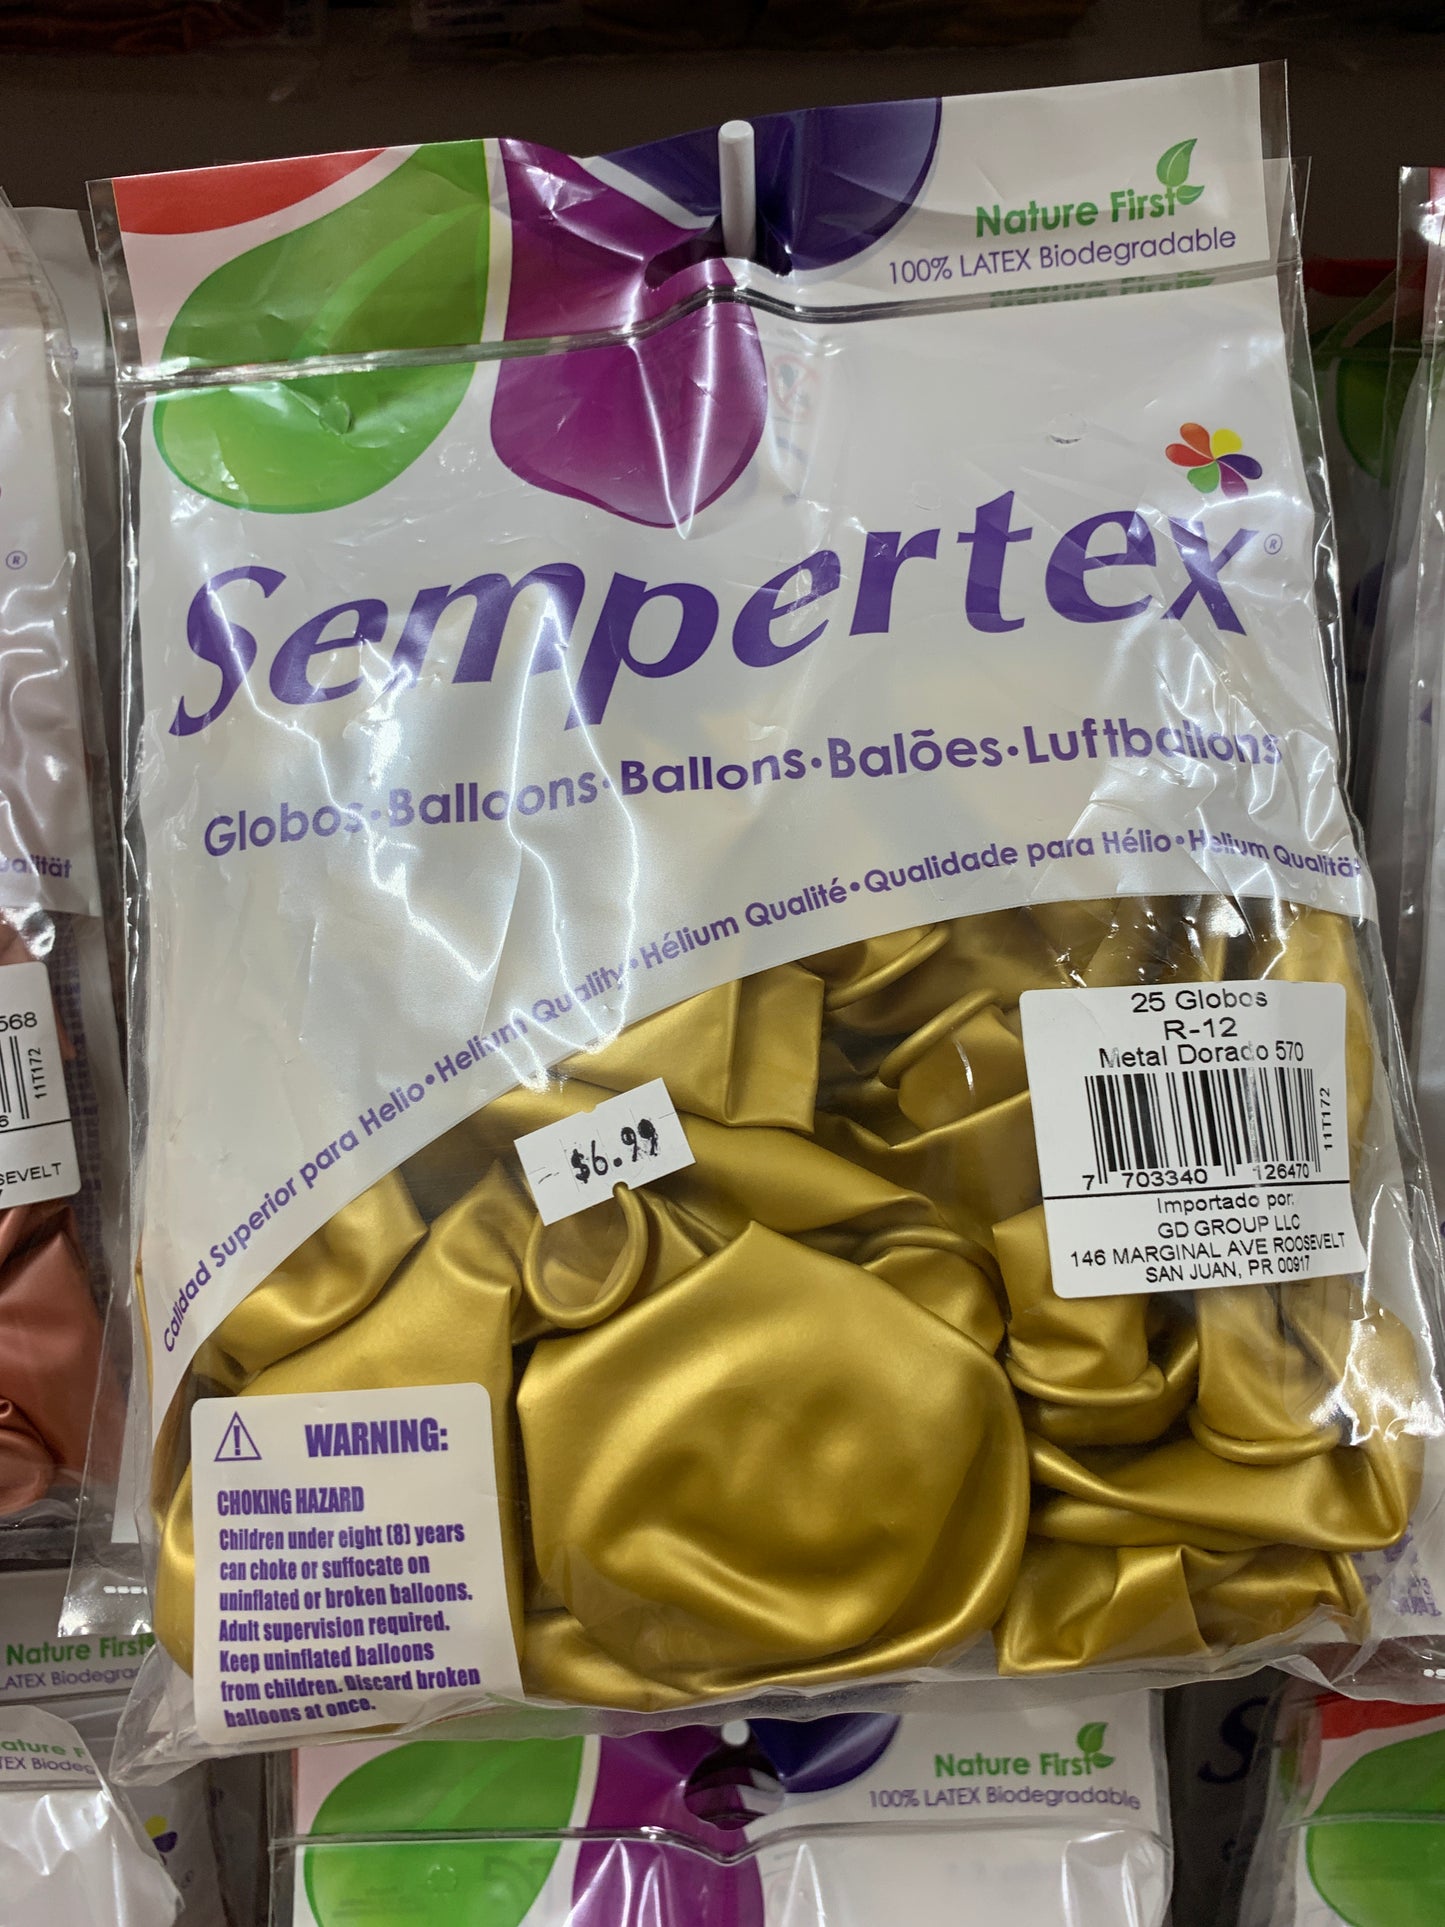 Nature First
100% LATEX Biodegradable
Sempertex®
Globos•Balloons•Ballons•Balões•Luftballons
Calidad Superior para Helio•Helium Quality•Hélium Qualité•Qualidade para Hélio•Helium Qualität
25 Globos
R-12
Metal Dorado 570
11T172
7 703340 126470
Importado por:
GD GROUP LLC
146 MARGINAL AVE ROOSEVELT
SAN JUAN, PR 00917
$6.99
WARNING:
CHOKING HAZARD
Children under eight (8) years
can choke or suffocate on
uninflated or broken balloons.
Adult supervision required.
Keep uninflated balloons
from children. Discard broken
balloons at once.
®
568
11T172
Nature First
Nature First
100% LATEX Biodegradable